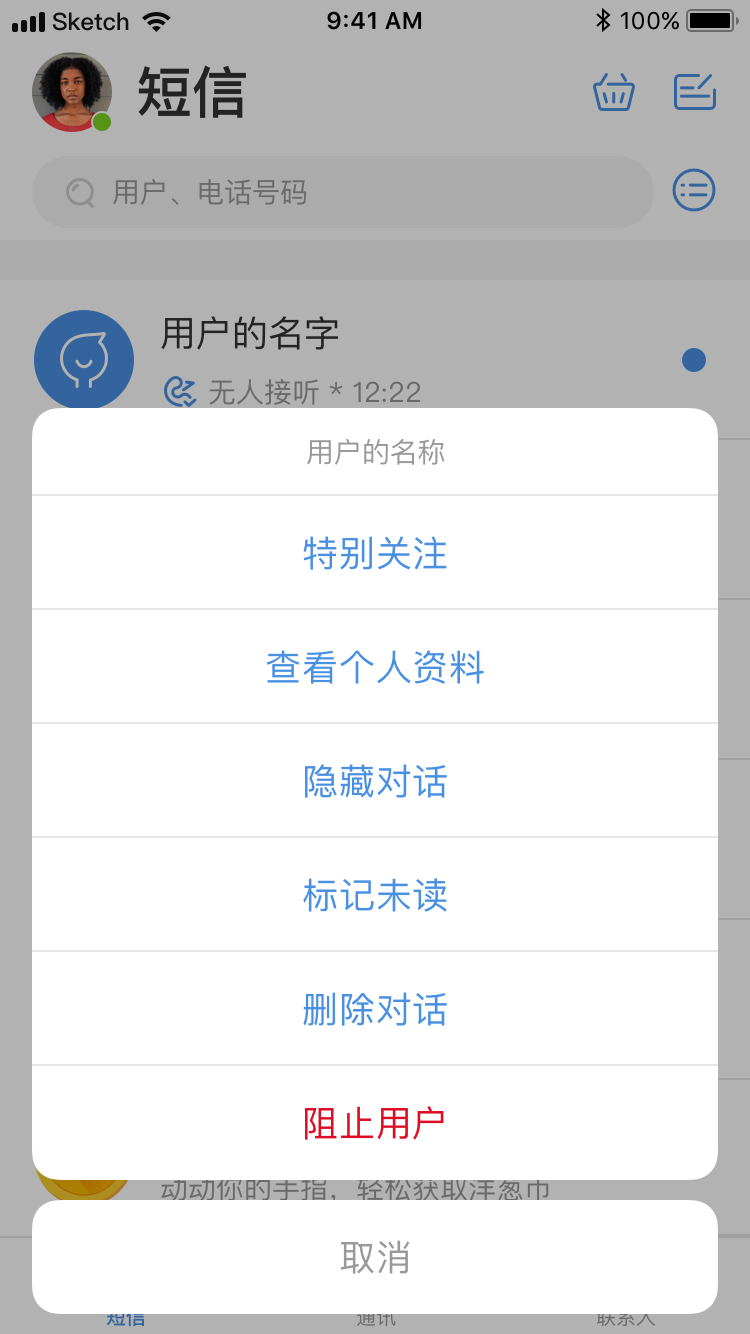 Sketch 9:41 AM 100%
短信
用户、电话号码
用户的名字
无人接听 * 12:22
用户的名称
特别关注
查看个人资料
隐藏对话
标记未读
删除对话
阻止用户
动动你的手指，轻松获取洋葱币
取消
短信 通讯 联系人